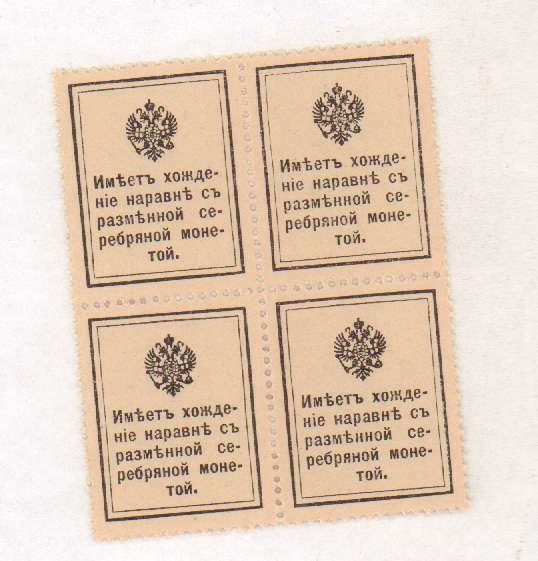 Имѣетъ хожде-
ніе наравнѣ съ
размѣнной се-
ребряной моне-
той.
Имѣетъ хожде-
ніе наравнѣ съ
размѣнной се-
ребряной моне-
той.
Имѣетъ хожде-
ніе наравнѣ съ
размѣнной се-
ребряной моне-
той.
Имѣетъ хожде-
ніе наравнѣ съ
размѣнной се-
ребряной моне-
той.